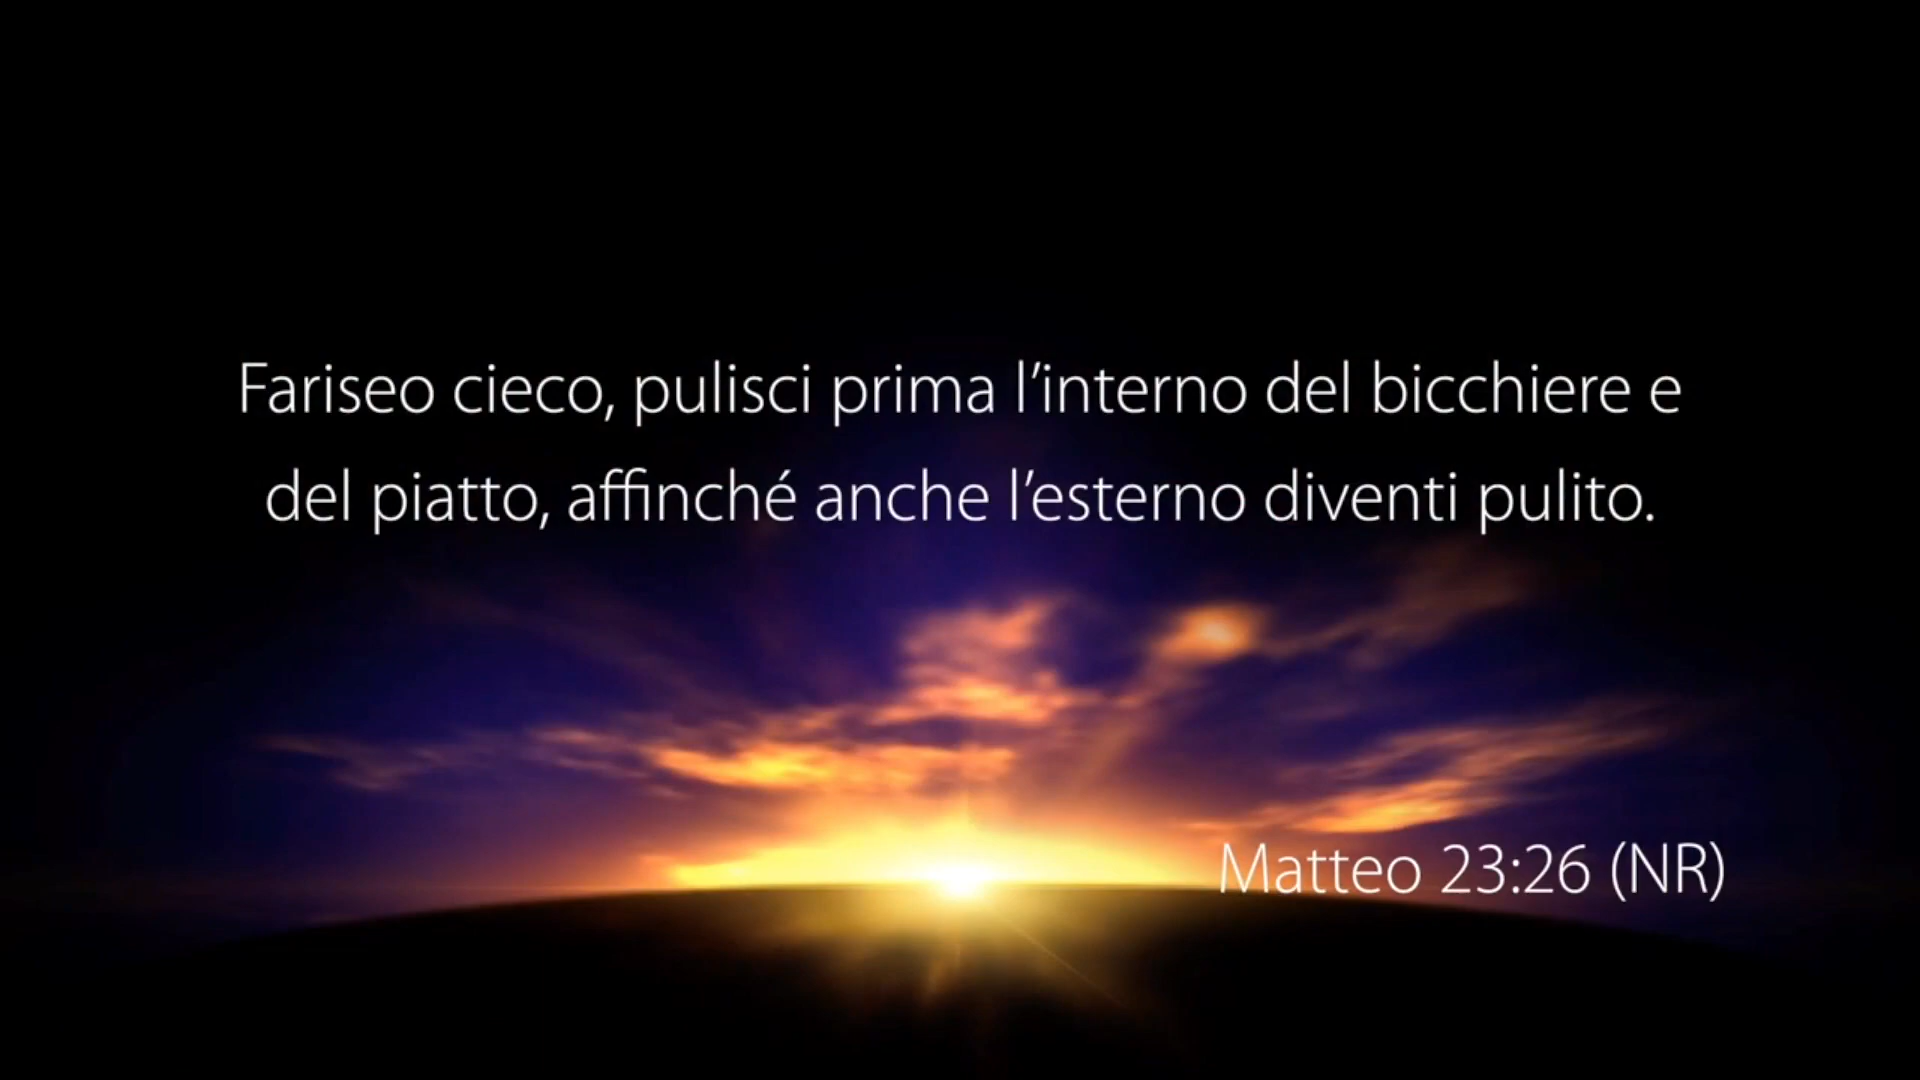 Fariseo cieco, pulisci prima l’interno del bicchiere e
del piatto, affinché anche l’esterno diventi pulito.
Matteo 23:26 (NR)